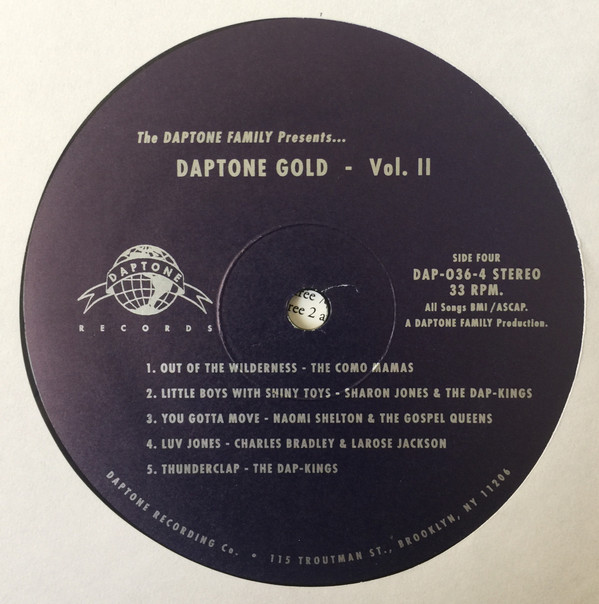 The DAPTONE FAMILY Presents...
DAPTONE GOLD - Vol. II
DAPTONE
RECORDS
SIDE FOUR
DAP-036-4 STEREO
33 RPM.
All Songs BMI/ASCAP.
A DAPTONE FAMILY Production.
ree 2 a
1. OUT OF THE WILDERNESS - THE COMO MAMAS
2. LITTLE BOYS WITH SHINY TOYS - SHARON JONES & THE DAP-KINGS
3. YOU GOTTA MOVE - NAOMI SHELTON & THE GOSPEL QUEENS
4. LUV JONES - CHARLES BRADLEY & LAROSE JACKSON
5. THUNDERCLAP - THE DAP-KINGS
DAPTONE RECORDING Co. • 115 TROUTMAN ST., BROOKLYN, NY 11206